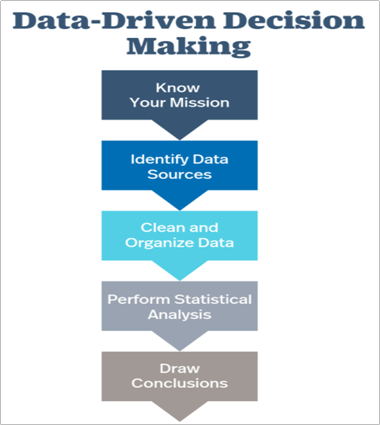 Data-Driven Decision
Making
Know
Your Mission
Identify Data
Sources
Clean and
Organize Data
Perform Statistical
Analysis
Draw
Conclusions